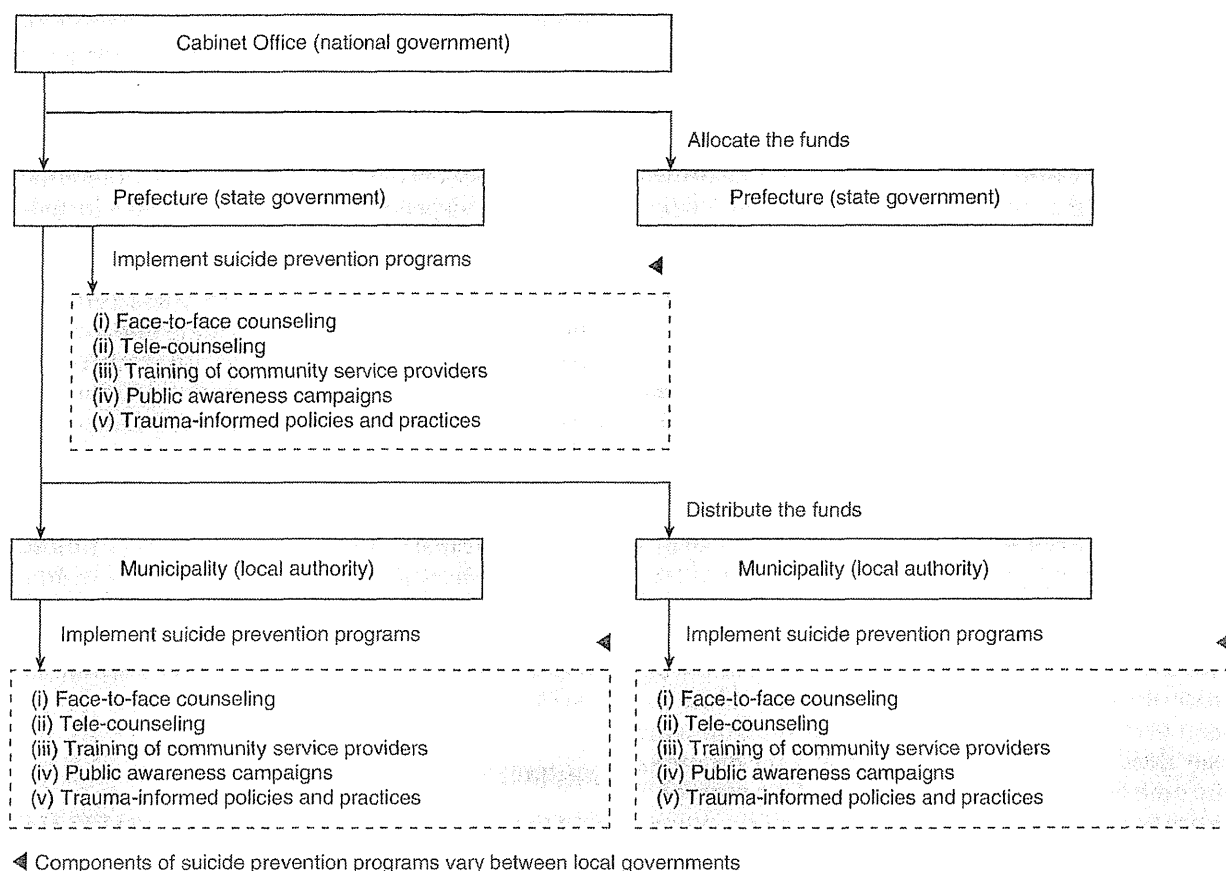 Cabinet Office (national government)
Allocate the funds
Prefecture (state government)
Prefecture (state government)
Implement suicide prevention programs
(i) Face-to-face counseling
(ii) Tele-counseling
(iii) Training of community service providers
(iv) Public awareness campaigns
(v) Trauma-informed policies and practices
Distribute the funds
Municipality (local authority)
Municipality (local authority)
Implement suicide prevention programs
Implement suicide prevention programs
(i) Face-to-face counseling
(ii) Tele-counseling
(iii) Training of community service providers
(iv) Public awareness campaigns
(v) Trauma-informed policies and practices
(i) Face-to-face counseling
(ii) Tele-counseling
(iii) Training of community service providers
(iv) Public awareness campaigns
(v) Trauma-informed policies and practices
◀ Components of suicide prevention programs vary between local governments